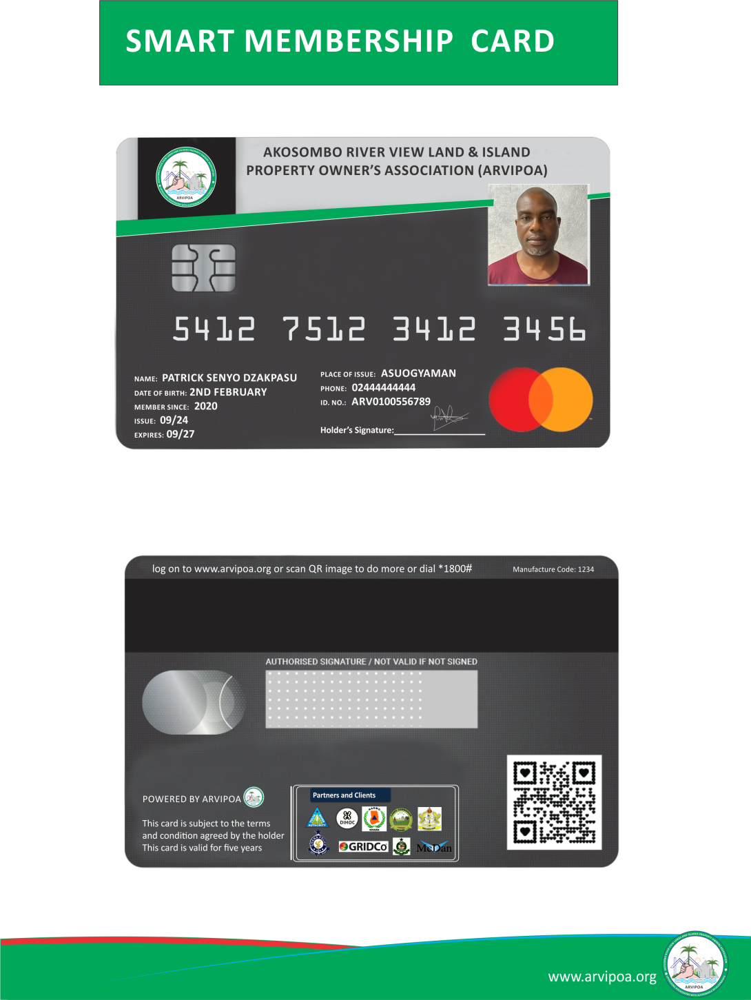 SMART MEMBERSHIP CARD
AKOSOMBO RIVER VIEW LAND & ISLAND
PROPERTY OWNER'S ASSOCIATION (ARVIPOA)
ARVIPOA
5412 7512 3412 3456
NAME: PATRICK SENYO DZAKPASU
DATE OF BIRTH: 2ND FEBRUARY
MEMBER SINCE: 2020
ISSUE: 09/24
EXPIRES: 09/27
PLACE OF ISSUE: ASUOGYAMAN
PHONE: 02444444444
ID. NO.: ARV0100556789
Holder's Signature:
log on to www.arvipoa.org or scan QR image to do more or dial *1800#
Manufacture Code: 1234
AUTHORISED SIGNATURE / NOT VALID IF NOT SIGNED
POWERED BY ARVIPOA
This card is subject to the terms
and condition agreed by the holder
This card is valid for five years
Partners and Clients
AUTHORITY
DIHOC
NADMO
GHANA
GRIDCo
McDan
www.arvipoa.org
ARVIPOA